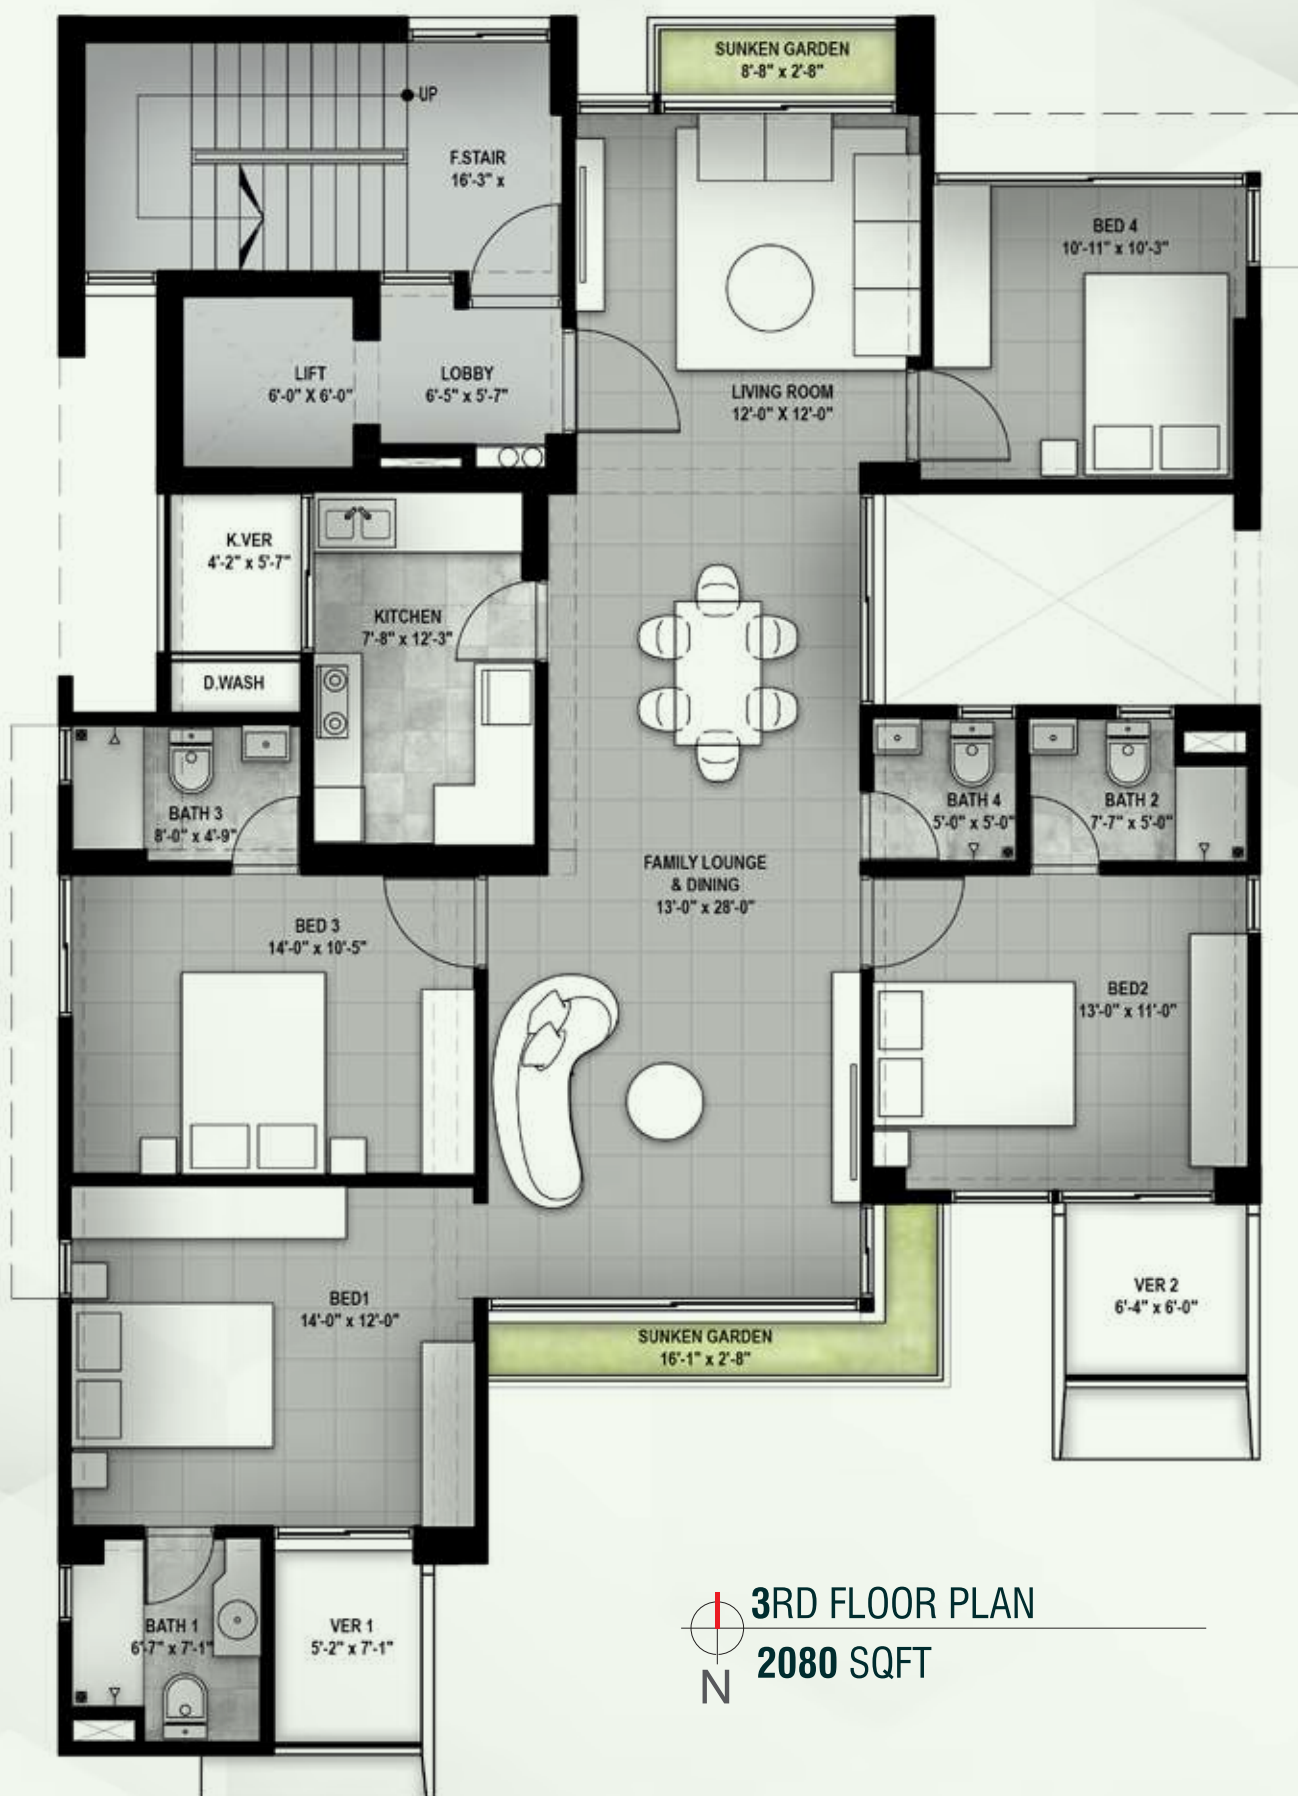 SUNKEN GARDEN
8'-8" x 2'-8"
UP
F.STAIR
16'-3" x
BED 4
10'-11" x 10'-3"
LIFT
6'-0" X 6'-0"
LOBBY
6'-5" x 5'-7"
LIVING ROOM
12'-0" X 12'-0"
K.VER
4'-2" x 5'-7"
KITCHEN
7'-8" x 12'-3"
D.WASH
BATH 3
8'-0" x 4'-9"
BATH 4
5'-0" x 5'-0"
BATH 2
7'-7" x 5'-0"
FAMILY LOUNGE
& DINING
13'-0" x 28'-0"
BED 3
14'-0" x 10'-5"
BED2
13'-0" x 11'-0"
BED1
14'-0" x 12'-0"
VER 2
6'-4" x 6'-0"
SUNKEN GARDEN
16'-1" x 2'-8"
BATH 1
6'-7" x 7'-1"
VER 1
5'-2" x 7'-1"
3RD FLOOR PLAN
2080 SQFT
N